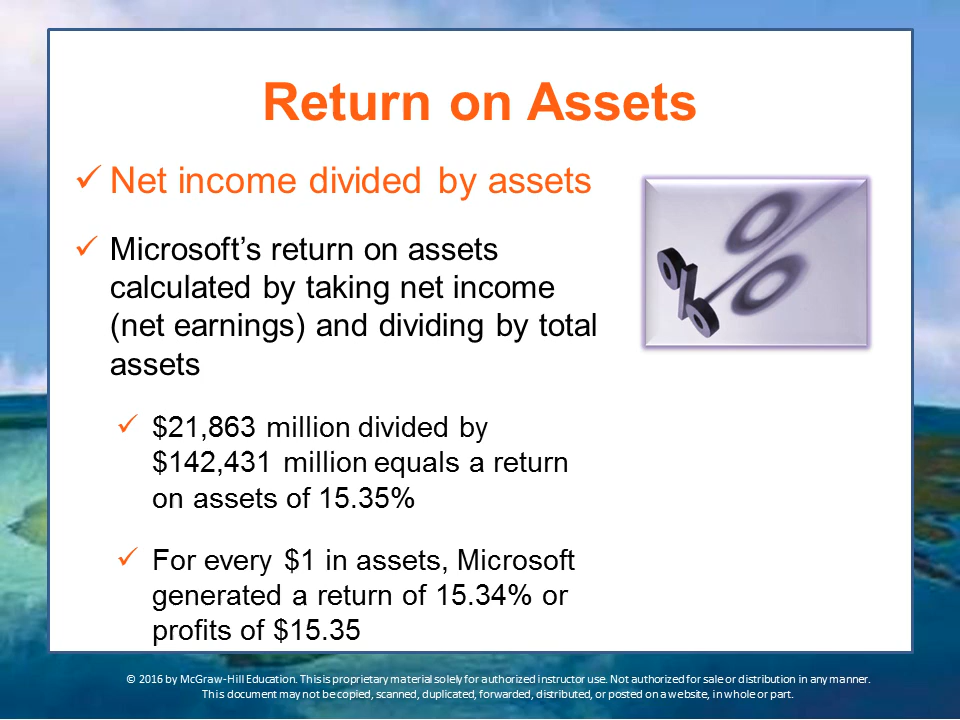 Return on Assets
Net income divided by assets
Microsoft’s return on assets
calculated by taking net income
(net earnings) and dividing by total
assets
$21,863 million divided by
$142,431 million equals a return
on assets of 15.35%
For every $1 in assets, Microsoft
generated a return of 15.34% or
profits of $15.35
© 2016 by McGraw-Hill Education. This is proprietary material solely for authorized instructor use. Not authorized for sale or distribution in any manner.
This document may not be copied, scanned, duplicated, forwarded, distributed, or posted on a website, in whole or part.